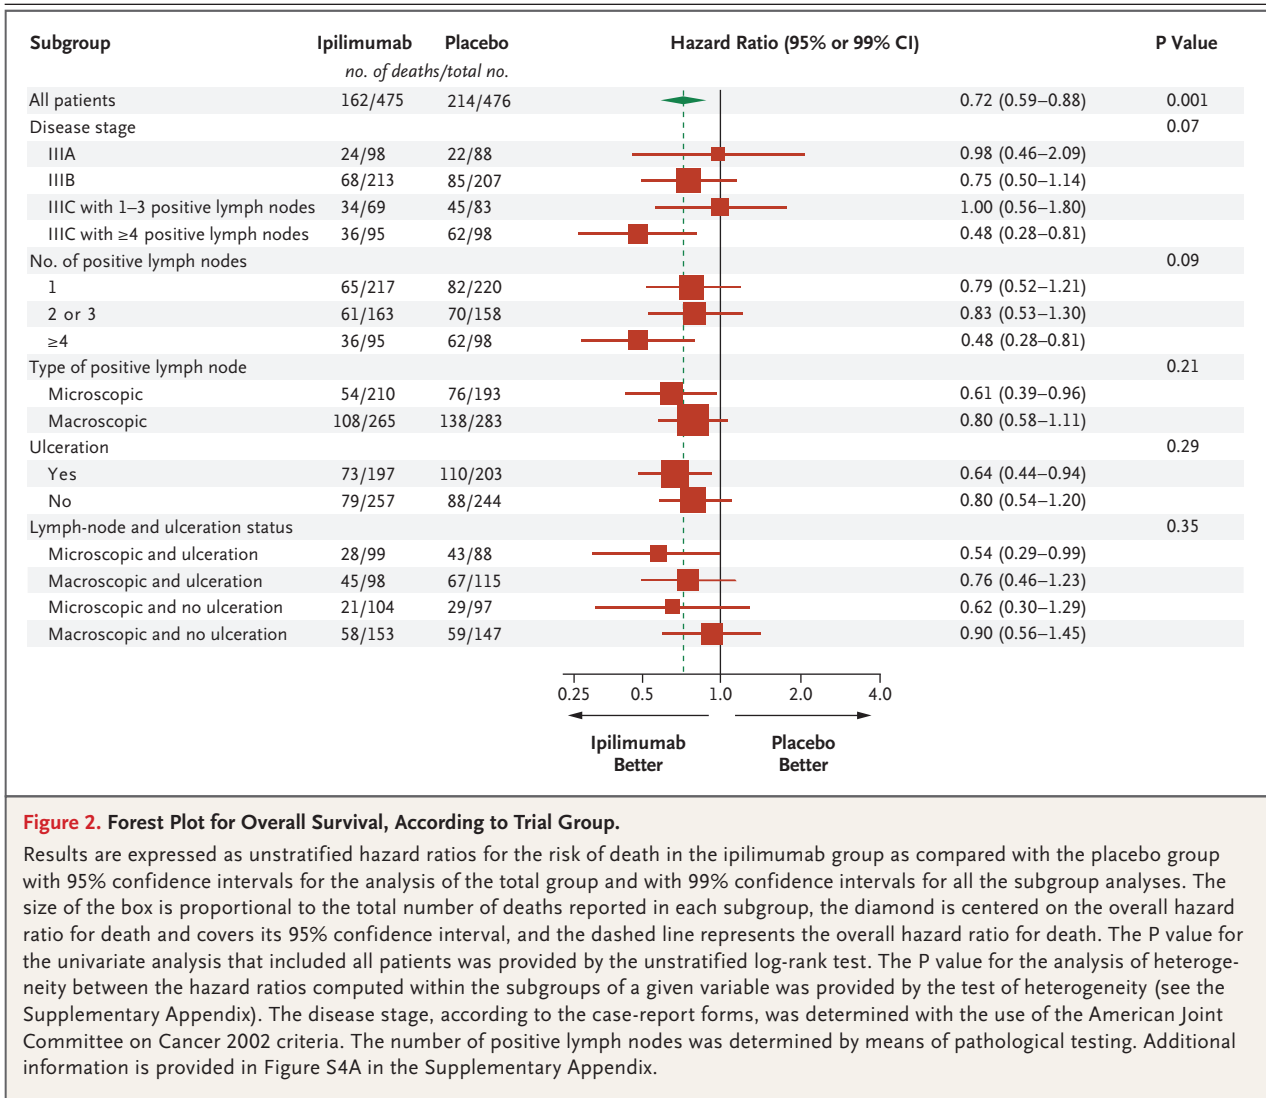 Subgroup Ipilimumab Placebo Hazard Ratio (95% or 99% CI) P Value
no. of deaths/total no.
All patients 162/475 214/476 0.72 (0.59–0.88) 0.001
Disease stage 0.07
IIIA 24/98 22/88 0.98 (0.46–2.09)
IIIB 68/213 85/207 0.75 (0.50–1.14)
IIIC with 1–3 positive lymph nodes 34/69 45/83 1.00 (0.56–1.80)
IIIC with ≥4 positive lymph nodes 36/95 62/98 0.48 (0.28–0.81)
No. of positive lymph nodes 0.09
1 65/217 82/220 0.79 (0.52–1.21)
2 or 3 61/163 70/158 0.83 (0.53–1.30)
≥4 36/95 62/98 0.48 (0.28–0.81)
Type of positive lymph node 0.21
Microscopic 54/210 76/193 0.61 (0.39–0.96)
Macroscopic 108/265 138/283 0.80 (0.58–1.11)
Ulceration 0.29
Yes 73/197 110/203 0.64 (0.44–0.94)
No 79/257 88/244 0.80 (0.54–1.20)
Lymph-node and ulceration status 0.35
Microscopic and ulceration 28/99 43/88 0.54 (0.29–0.99)
Macroscopic and ulceration 45/98 67/115 0.76 (0.46–1.23)
Microscopic and no ulceration 21/104 29/97 0.62 (0.30–1.29)
Macroscopic and no ulceration 58/153 59/147 0.90 (0.56–1.45)
0.25 0.5 1.0 2.0 4.0
Ipilimumab Placebo
Better Better
Figure 2. Forest Plot for Overall Survival, According to Trial Group.
Results are expressed as unstratified hazard ratios for the risk of death in the ipilimumab group as compared with the placebo group
with 95% confidence intervals for the analysis of the total group and with 99% confidence intervals for all the subgroup analyses. The
size of the box is proportional to the total number of deaths reported in each subgroup, the diamond is centered on the overall hazard
ratio for death and covers its 95% confidence interval, and the dashed line represents the overall hazard ratio for death. The P value for
the univariate analysis that included all patients was provided by the unstratified log-rank test. The P value for the analysis of heteroge-
neity between the hazard ratios computed within the subgroups of a given variable was provided by the test of heterogeneity (see the
Supplementary Appendix). The disease stage, according to the case-report forms, was determined with the use of the American Joint
Committee on Cancer 2002 criteria. The number of positive lymph nodes was determined by means of pathological testing. Additional
information is provided in Figure S4A in the Supplementary Appendix.